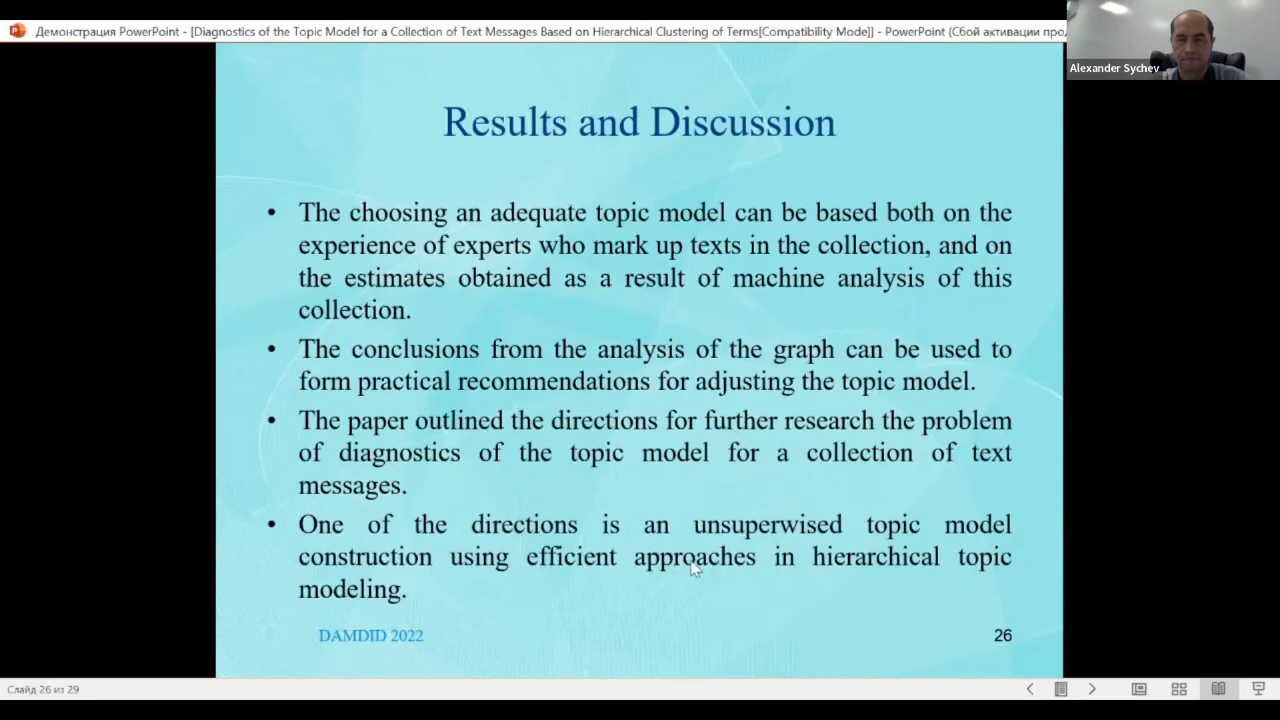 Демонстрация PowerPoint - [Diagnostics of the Topic Model for a Collection of Text Messages Based on Hierarchical Clustering of Terms[Compatibility Mode]] - PowerPoint (Сбой активации про
Alexander Sychev
Results and Discussion
• The choosing an adequate topic model can be based both on the
experience of experts who mark up texts in the collection, and on
the estimates obtained as a result of machine analysis of this
collection.
• The conclusions from the analysis of the graph can be used to
form practical recommendations for adjusting the topic model.
• The paper outlined the directions for further research the problem
of diagnostics of the topic model for a collection of text
messages.
• One of the directions is an unsuperwised topic model
construction using efficient approaches in hierarchical topic
modeling.
DAMDID 2022
26
Слайд 26 из 29